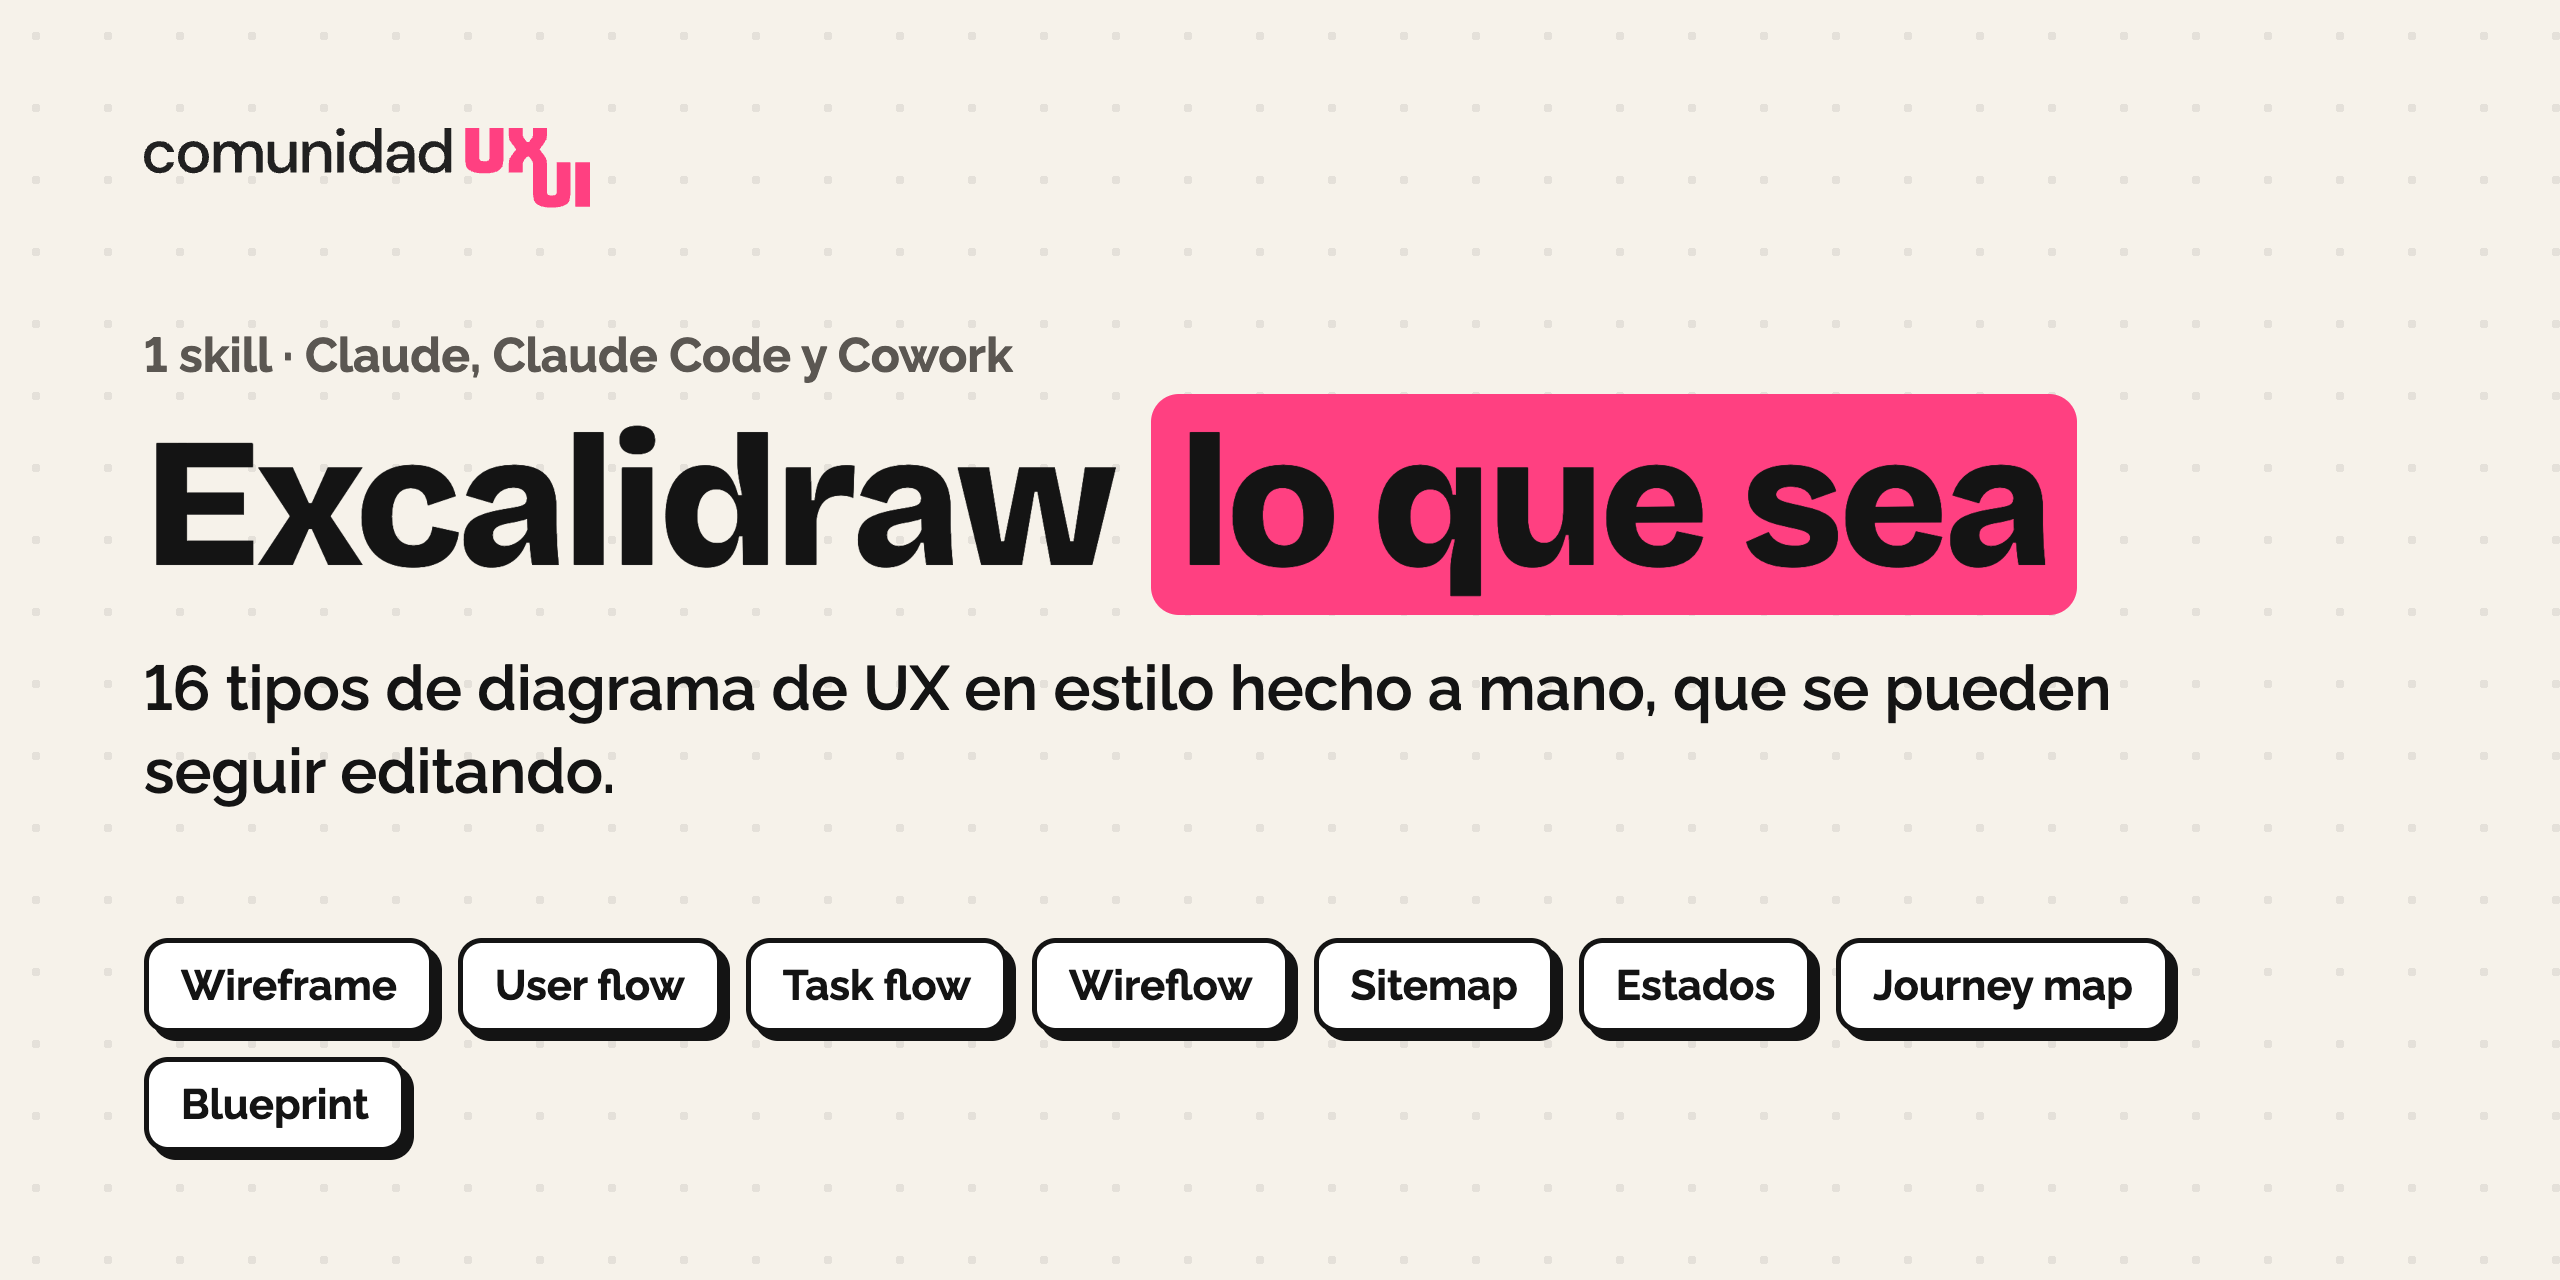 comunidad UX
UI
1 skill · Claude, Claude Code y Cowork
Excalidraw lo que sea
16 tipos de diagrama de UX en estilo hecho a mano, que se pueden
seguir editando.
Wireframe User flow Task flow Wireflow Sitemap Estados Journey map
Blueprint